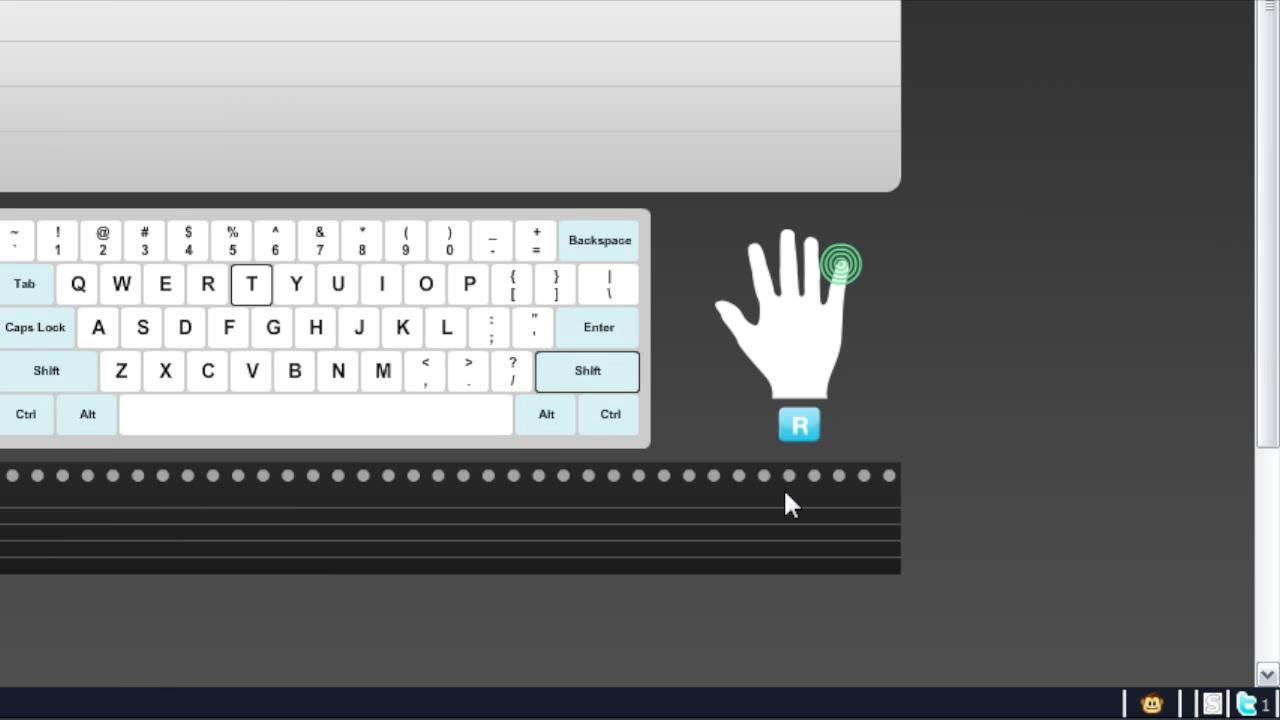 ~ ! @ # $ % ^ & * ( ) _ +
` 1 2 3 4 5 6 7 8 9 0 - = Backspace
Tab Q W E R T Y U I O P { [ } ] | \
Caps Lock A S D F G H J K L : ; " ' Enter
Shift Z X C V B N M < , > . ? / Shift
Ctrl Alt Alt Ctrl
R
S 1